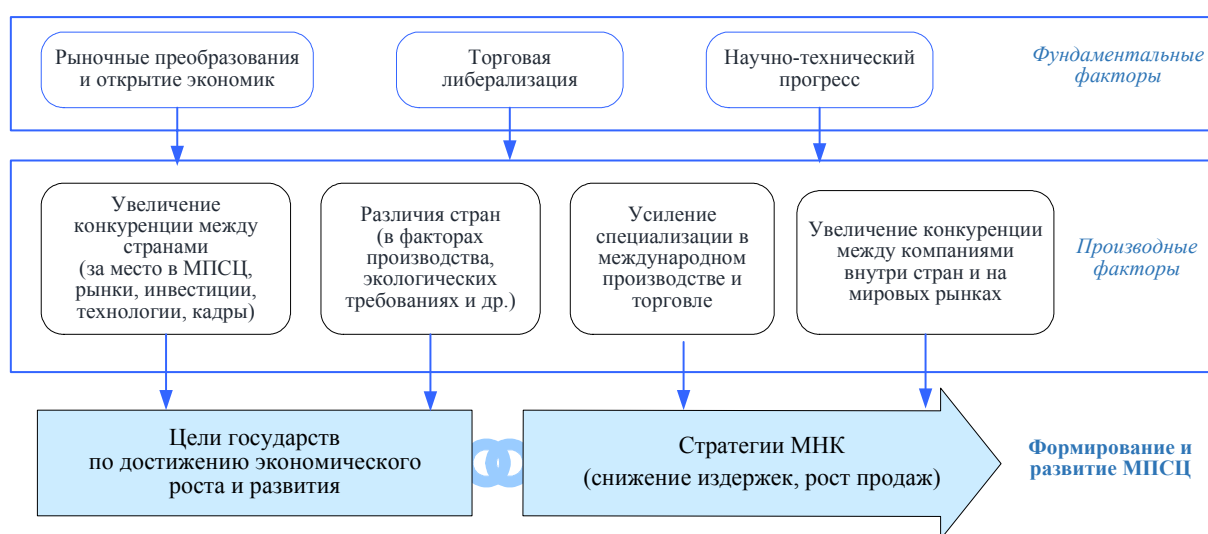 Рыночные преобразования
и открытие экономик
Торговая
либерализация
Научно-технический
прогресс
Фундаментальные
факторы
Увеличение
конкуренции между
странами
(за место в МПСЦ,
рынки, инвестиции,
технологии, кадры)
Различия стран
(в факторах
производства,
экологических
требованиях и др.)
Усиление
специализации в
международном
производстве и
торговле
Увеличение конкуренции
между компаниями
внутри стран и на
мировых рынках
Производные
факторы
Цели государств
по достижению экономического
роста и развития
Стратегии МНК
(снижение издержек, рост продаж)
Формирование и
развитие МПСЦ